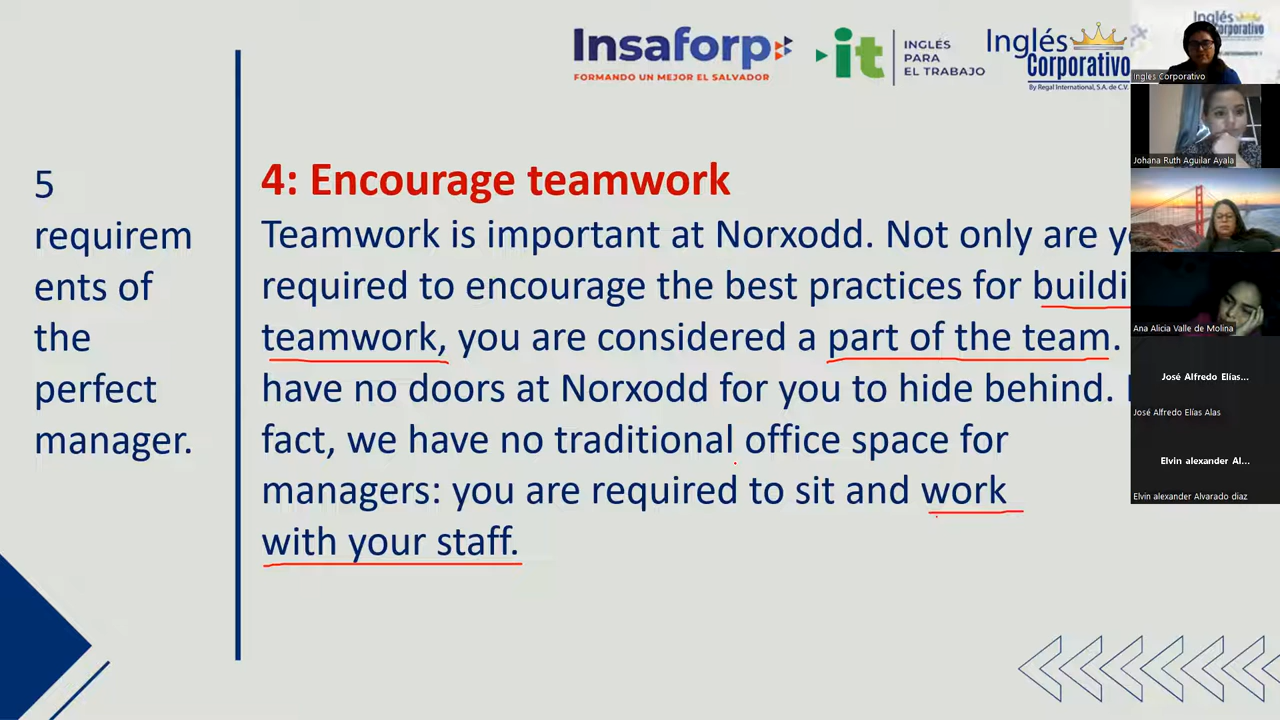 Insaforp
FORMANDO UN MEJOR EL SALVADOR
it
INGLÉS
PARA
EL TRABAJO
Inglés
Corporativo
By Regal International, S.A. de C.V.
5
requirem
ents of
the
perfect
manager.
4: Encourage teamwork
Teamwork is important at Norxodd. Not only are
required to encourage the best practices for buildi
teamwork, you are considered a part of the team.
have no doors at Norxodd for you to hide behind.
fact, we have no traditional office space for
managers: you are required to sit and work
with your staff.
Inglés
Ingles Corporativo
Johana Ruth Aguilar Ayala
Ana Alicia Valle de Molina
José Alfredo Elías...
José Alfredo Elías Alas
Elvin alexander Al...
Elvin alexander Alvarado diaz